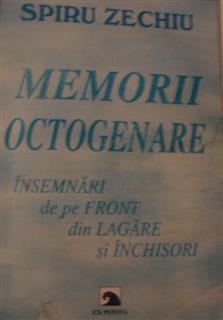 SPIRU ZECHIU
MEMORII
OCTOGENARE
ÎNSEMNĂRI
de pe FRONT
din LAGĂRE
și ÎNCHISORI
EX PONTO